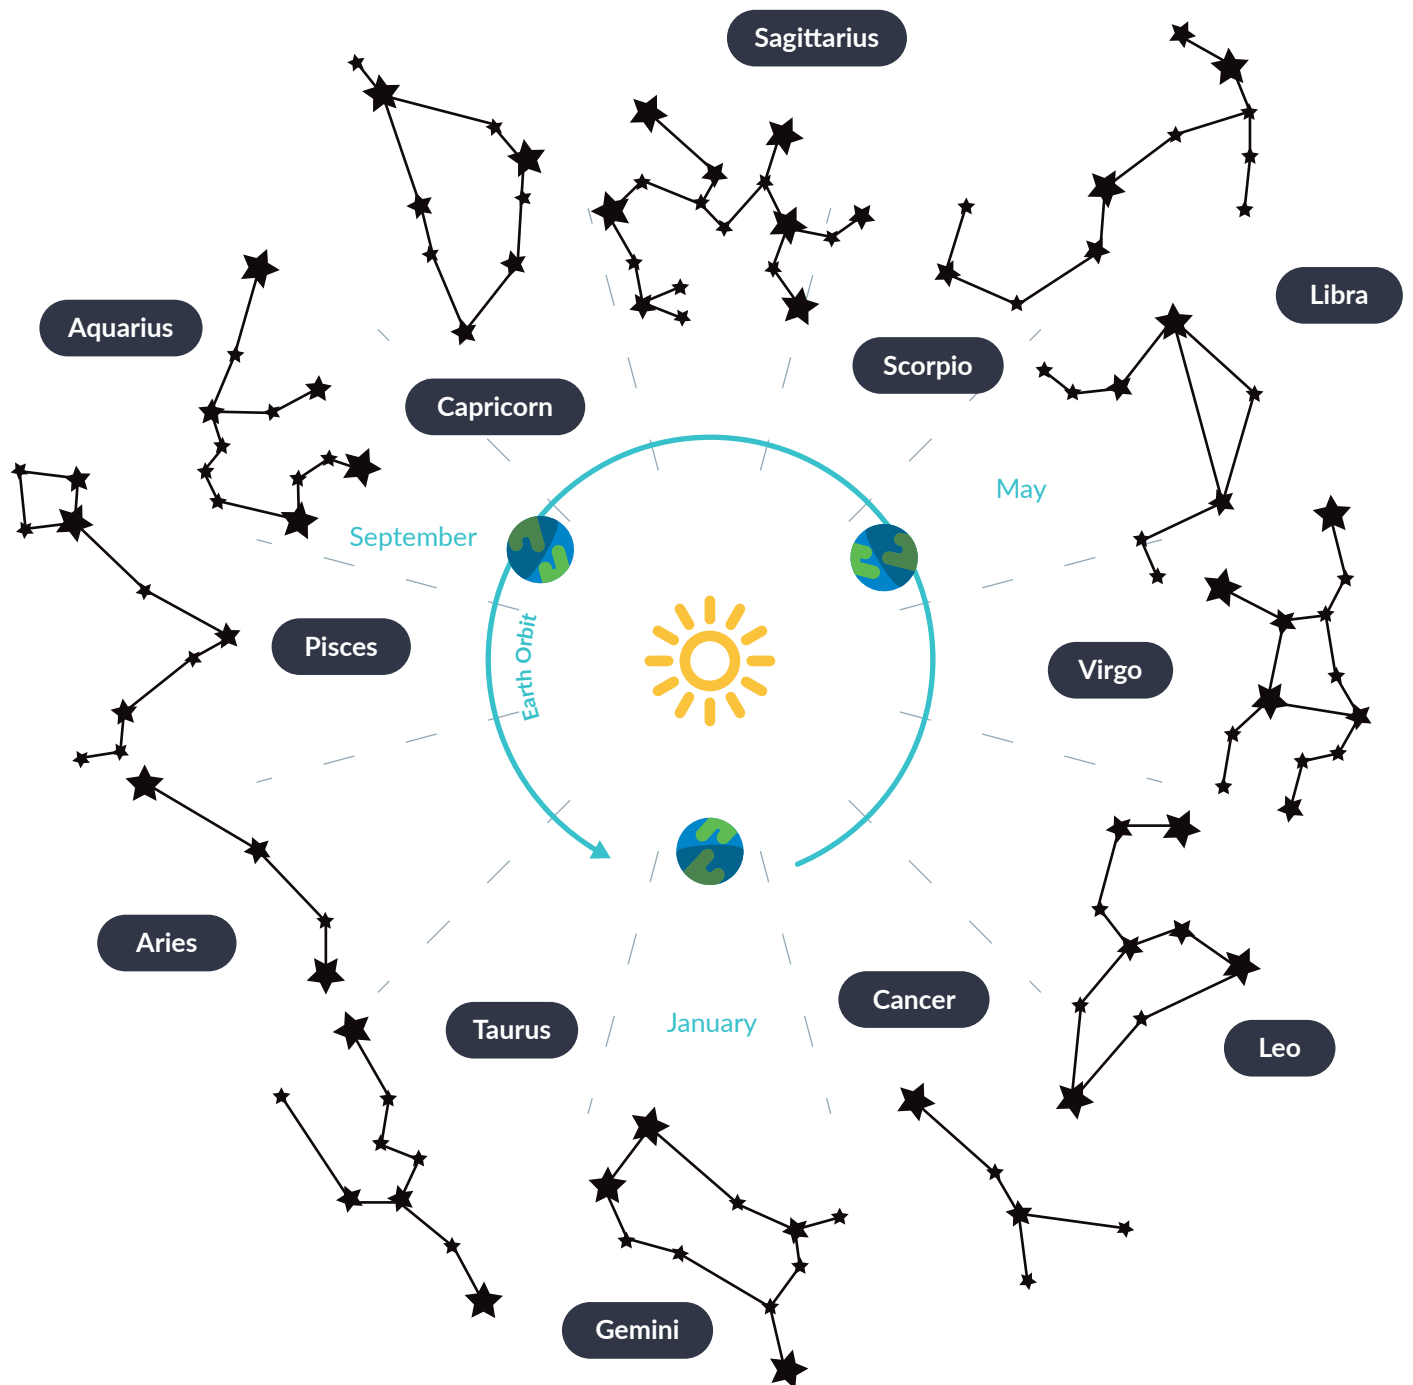 Sagittarius
Libra
Aquarius
Scorpio
Capricorn
May
September
Earth Orbit
Pisces
Virgo
Aries
Cancer
Taurus
January
Leo
Gemini